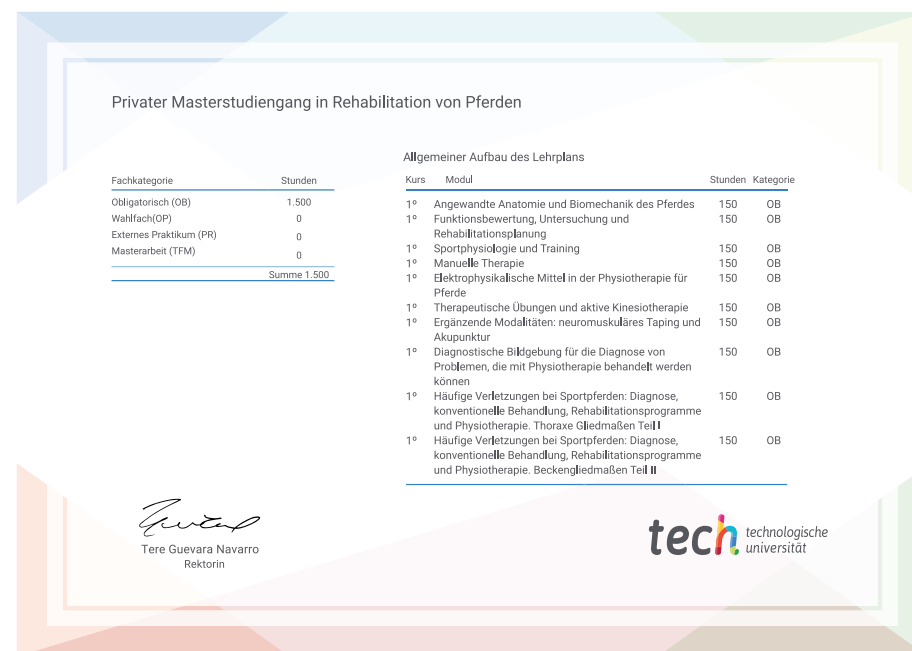 Privater Masterstudiengang in Rehabilitation von Pferden
Fachkategorie Stunden
Obligatorisch (OB) 1.500
Wahlfach(OP) 0
Externes Praktikum (PR) 0
Masterarbeit (TFM) 0
Summe 1.500
Allgemeiner Aufbau des Lehrplans
Kurs Modul Stunden Kategorie
1º Angewandte Anatomie und Biomechanik des Pferdes 150 OB
1º Funktionsbewertung, Untersuchung und 150 OB
Rehabilitationsplanung
1º Sportphysiologie und Training 150 OB
1º Manuelle Therapie 150 OB
1º Elektrophysikalische Mittel in der Physiotherapie für 150 OB
Pferde
1º Therapeutische Übungen und aktive Kinesiotherapie 150 OB
1º Ergänzende Modalitäten: neuromuskuläres Taping und 150 OB
Akupunktur
1º Diagnostische Bildgebung für die Diagnose von 150 OB
Problemen, die mit Physiotherapie behandelt werden
können
1º Häufige Verletzungen bei Sportpferden: Diagnose, 150 OB
konventionelle Behandlung, Rehabilitationsprogramme
und Physiotherapie. Thoraxe Gliedmaßen Teil I
1º Häufige Verletzungen bei Sportpferden: Diagnose, 150 OB
konventionelle Behandlung, Rehabilitationsprogramme
und Physiotherapie. Beckengliedmaßen Teil II
Tere Guevara Navarro
Rektorin
tech technologische
universität